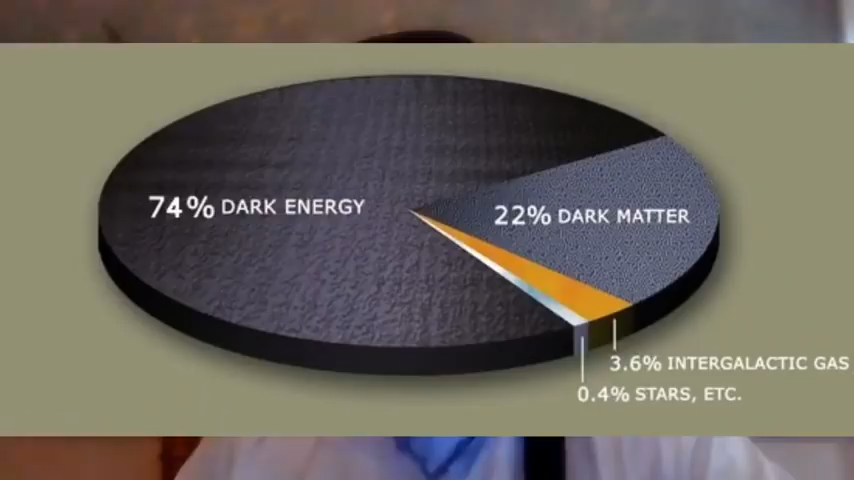 74% DARK ENERGY
22% DARK MATTER
3.6% INTERGALACTIC GAS
0.4% STARS, ETC.